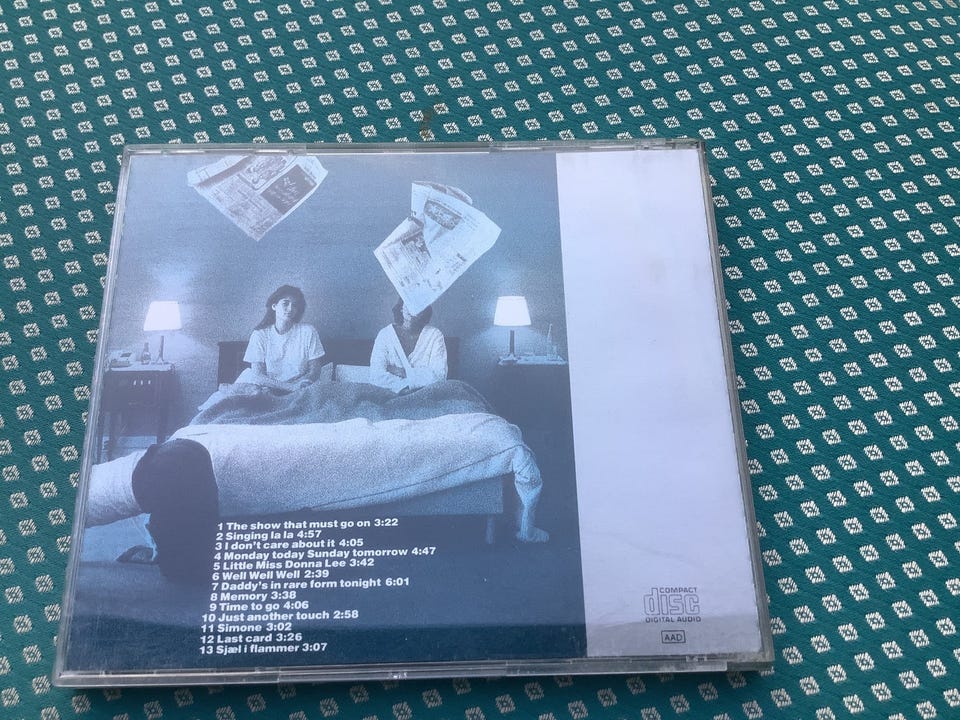 1 The show that must go on 3:22
2 Singing la la 4:57
3 I don't care about it 4:05
4 Monday today Sunday tomorrow 4:47
5 Little Miss Donna Lee 3:42
6 Well Well Well 2:39
7 Daddy's in rare form tonight 6:01
8 Memory 3:38
9 Time to go 4:06
10 Just another touch 2:58
11 Simone 3:02
12 Last card 3:26
13 Sjæl i flammer 3:07
COMPACT
disc
DIGITAL AUDIO
AAD